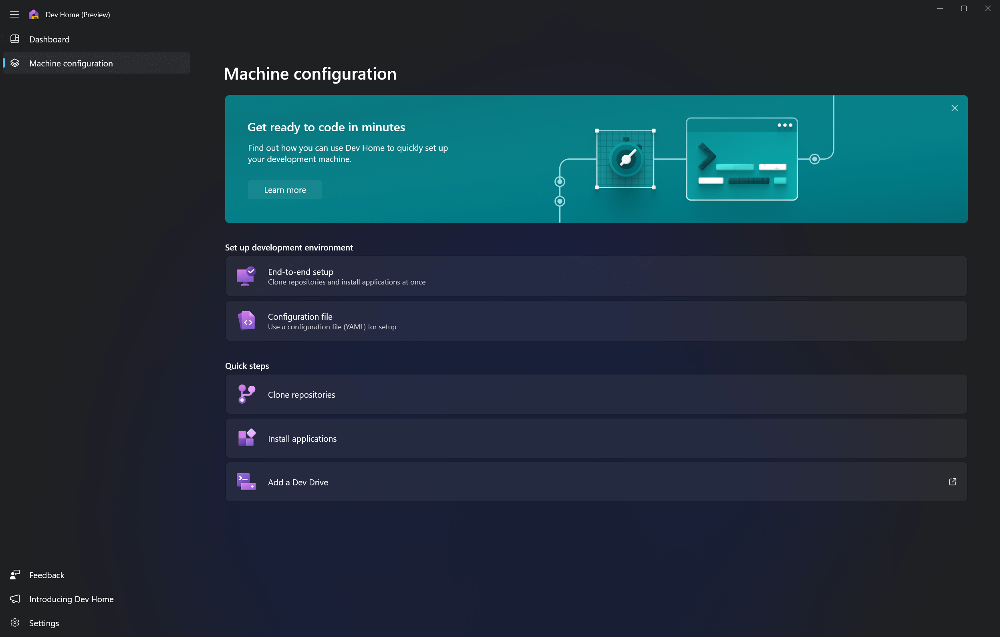 Dev Home (Preview)
PRE
Dashboard
Machine configuration
Machine configuration
Get ready to code in minutes
Find out how you can use Dev Home to quickly set up
your development machine.
Learn more
Set up development environment
End-to-end setup
Clone repositories and install applications at once
Configuration file
Use a configuration file (YAML) for setup
Quick steps
Clone repositories
Install applications
Add a Dev Drive
Feedback
Introducing Dev Home
Settings